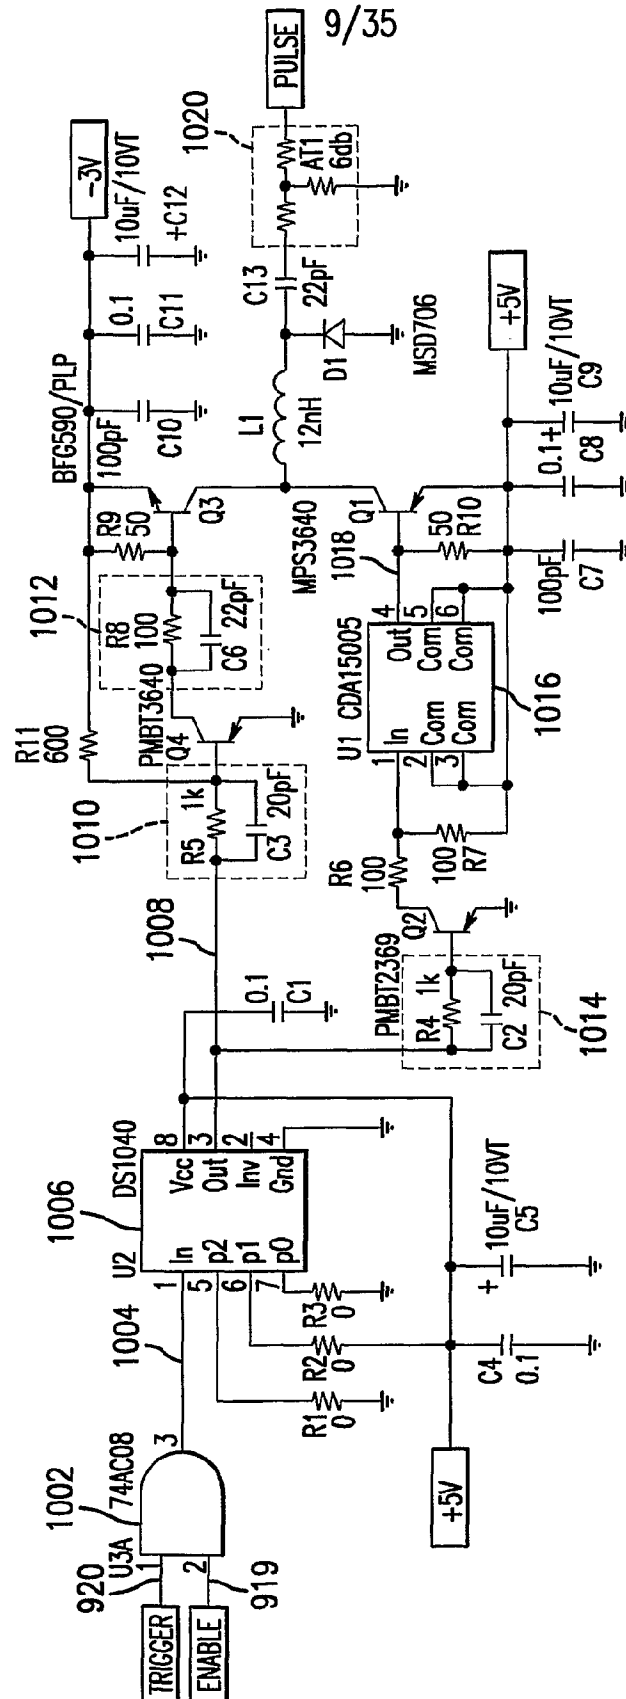 9/35
TRIGGER
ENABLE
920
919
1
2
U3A
1002
74AC08
3
1004
1006
U2
DS1040
1
In
5
p2
6
p1
7
p0
Vcc
8
Out
3
Inv
2
Gnd
4
R1
0
R2
0
R3
0
+5V
C4
0.1
+
10uF/10VT
C5
0.1
C1
1008
1010
R5
1k
C3
20pF
R11
600
PMBT3640
Q4
1012
R8
100
C6
22pF
R9
50
BFG590/PLP
Q3
100pF
C10
0.1
C11
10uF/10VT
+C12
-3V
1014
PMBT2369
R4
1k
C2
20pF
Q2
R6
100
100
R7
U1
CDA15005
1
In
2
Com
3
Com
Out
4
Com
5
Com
6
1016
1018
MPS3640
Q1
50
R10
100pF
C7
0.1+
C8
10uF/10VT
C9
+5V
L1
12nH
D1
MSD706
C13
22pF
1020
AT1
6db
PULSE